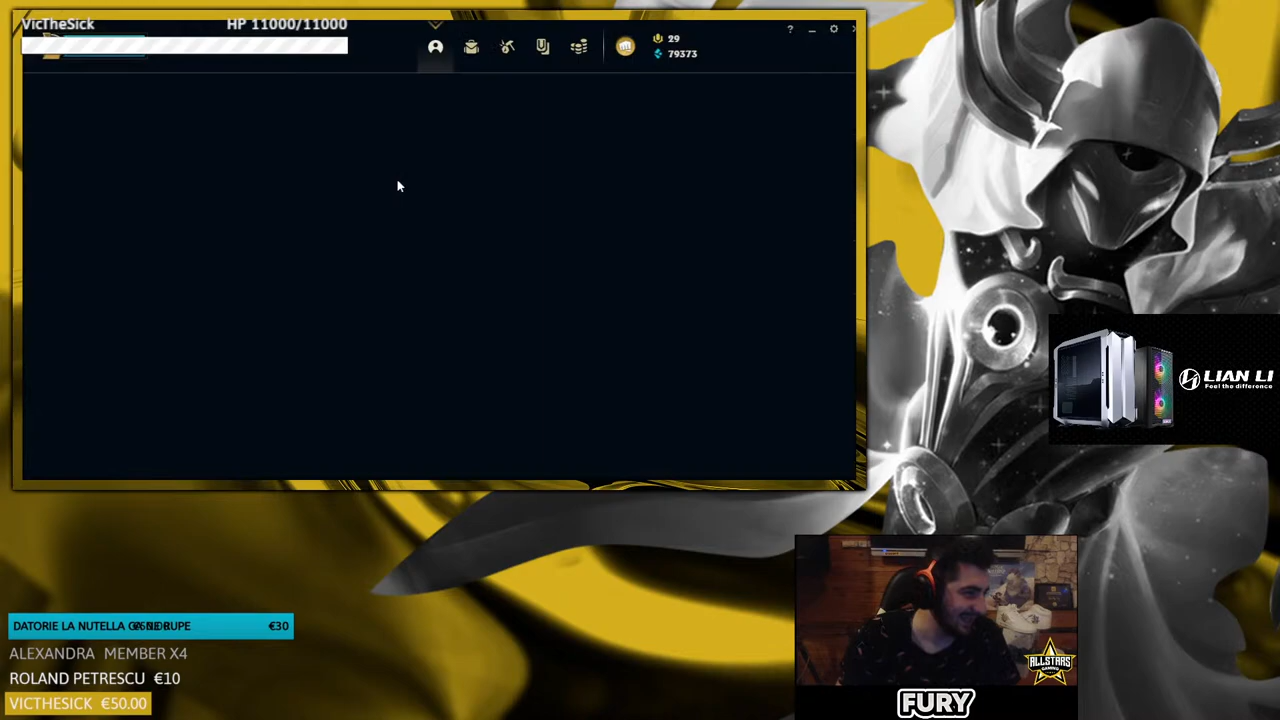 VicTheSick HP 11000/11000
29
79373
LIAN LI
Feel the difference
DATORIE LA NUTELLA €30
ALEXANDRA MEMBER X4
ROLAND PETRESCU €10
VICTHESICK €50.00
ALLSTARS
GAMING
FURY